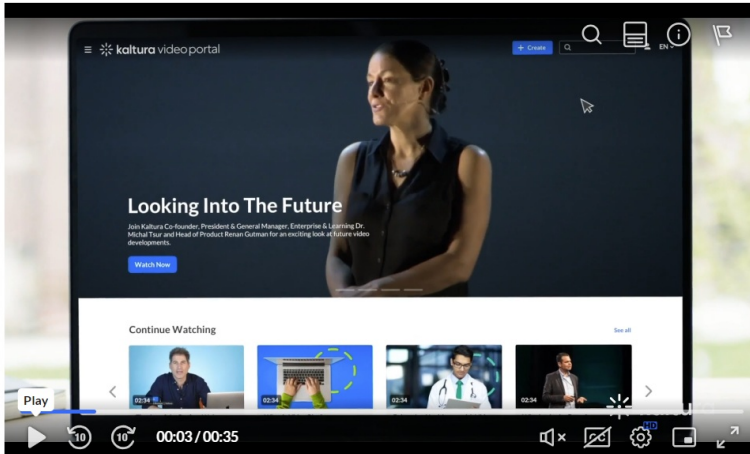 kaltura videoportal
+ Create
EN
Looking Into The Future
Join Kaltura Co-founder, President & General Manager, Enterprise & Learning Dr.
Michal Tsur and Head of Product Renan Gutman for an exciting look at future video
developments.
Watch Now
Continue Watching
See all
02:34
02:34
02:34
02:34
Play
10
10
00:03 / 00:35
CC
HD